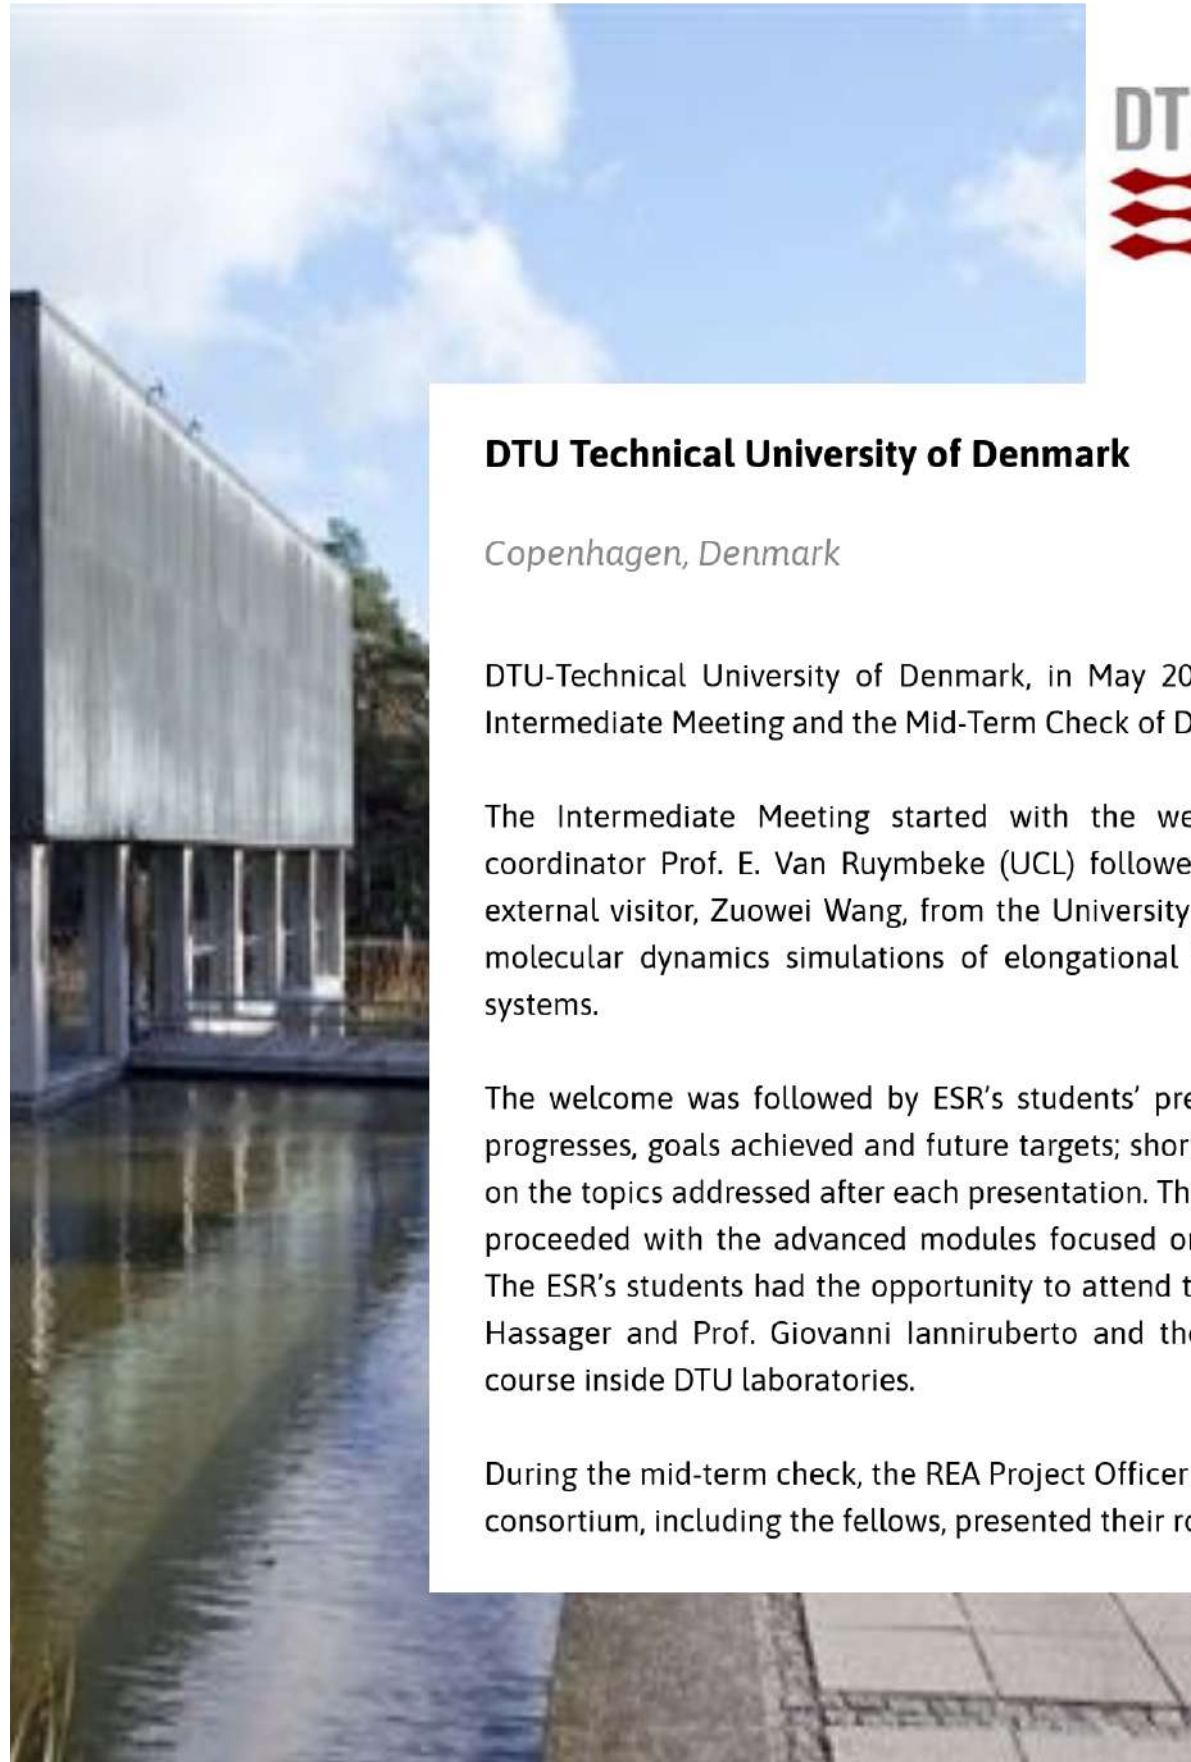 DT
DTU Technical University of Denmark
Copenhagen, Denmark
DTU-Technical University of Denmark, in May 20
Intermediate Meeting and the Mid-Term Check of D
The Intermediate Meeting started with the we
coordinator Prof. E. Van Ruymbeke (UCL) followe
external visitor, Zuowei Wang, from the University
molecular dynamics simulations of elongational
systems.
The welcome was followed by ESR’s students’ pre
progresses, goals achieved and future targets; shor
on the topics addressed after each presentation. Th
proceeded with the advanced modules focused o
The ESR’s students had the opportunity to attend t
Hassager and Prof. Giovanni Ianniruberto and the
course inside DTU laboratories.
During the mid-term check, the REA Project Officer
consortium, including the fellows, presented their ro